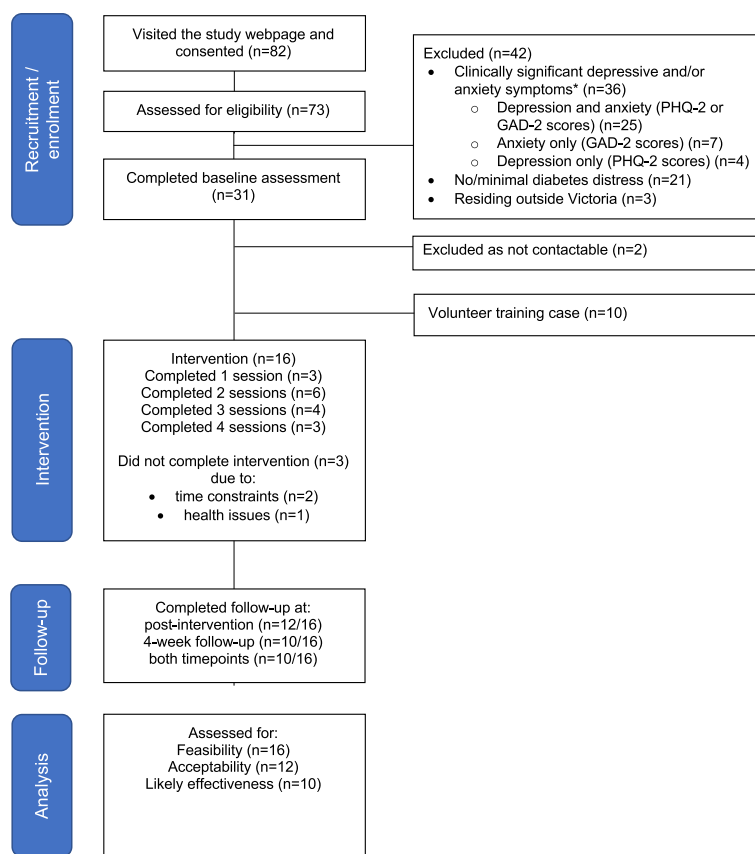 Recruitment /
enrolment
Visited the study webpage and
consented (n=82)
Assessed for eligibility (n=73)
Completed baseline assessment
(n=31)
Excluded (n=42)
• Clinically significant depressive and/or
anxiety symptoms* (n=36)
o Depression and anxiety (PHQ-2 or
GAD-2 scores) (n=25)
o Anxiety only (GAD-2 scores) (n=7)
o Depression only (PHQ-2 scores) (n=4)
• No/minimal diabetes distress (n=21)
• Residing outside Victoria (n=3)
Excluded as not contactable (n=2)
Volunteer training case (n=10)
Intervention
Intervention (n=16)
Completed 1 session (n=3)
Completed 2 sessions (n=6)
Completed 3 sessions (n=4)
Completed 4 sessions (n=3)
Did not complete intervention (n=3)
due to:
• time constraints (n=2)
• health issues (n=1)
Follow-up
Completed follow-up at:
post-intervention (n=12/16)
4-week follow-up (n=10/16)
both timepoints (n=10/16)
Analysis
Assessed for:
Feasibility (n=16)
Acceptability (n=12)
Likely effectiveness (n=10)